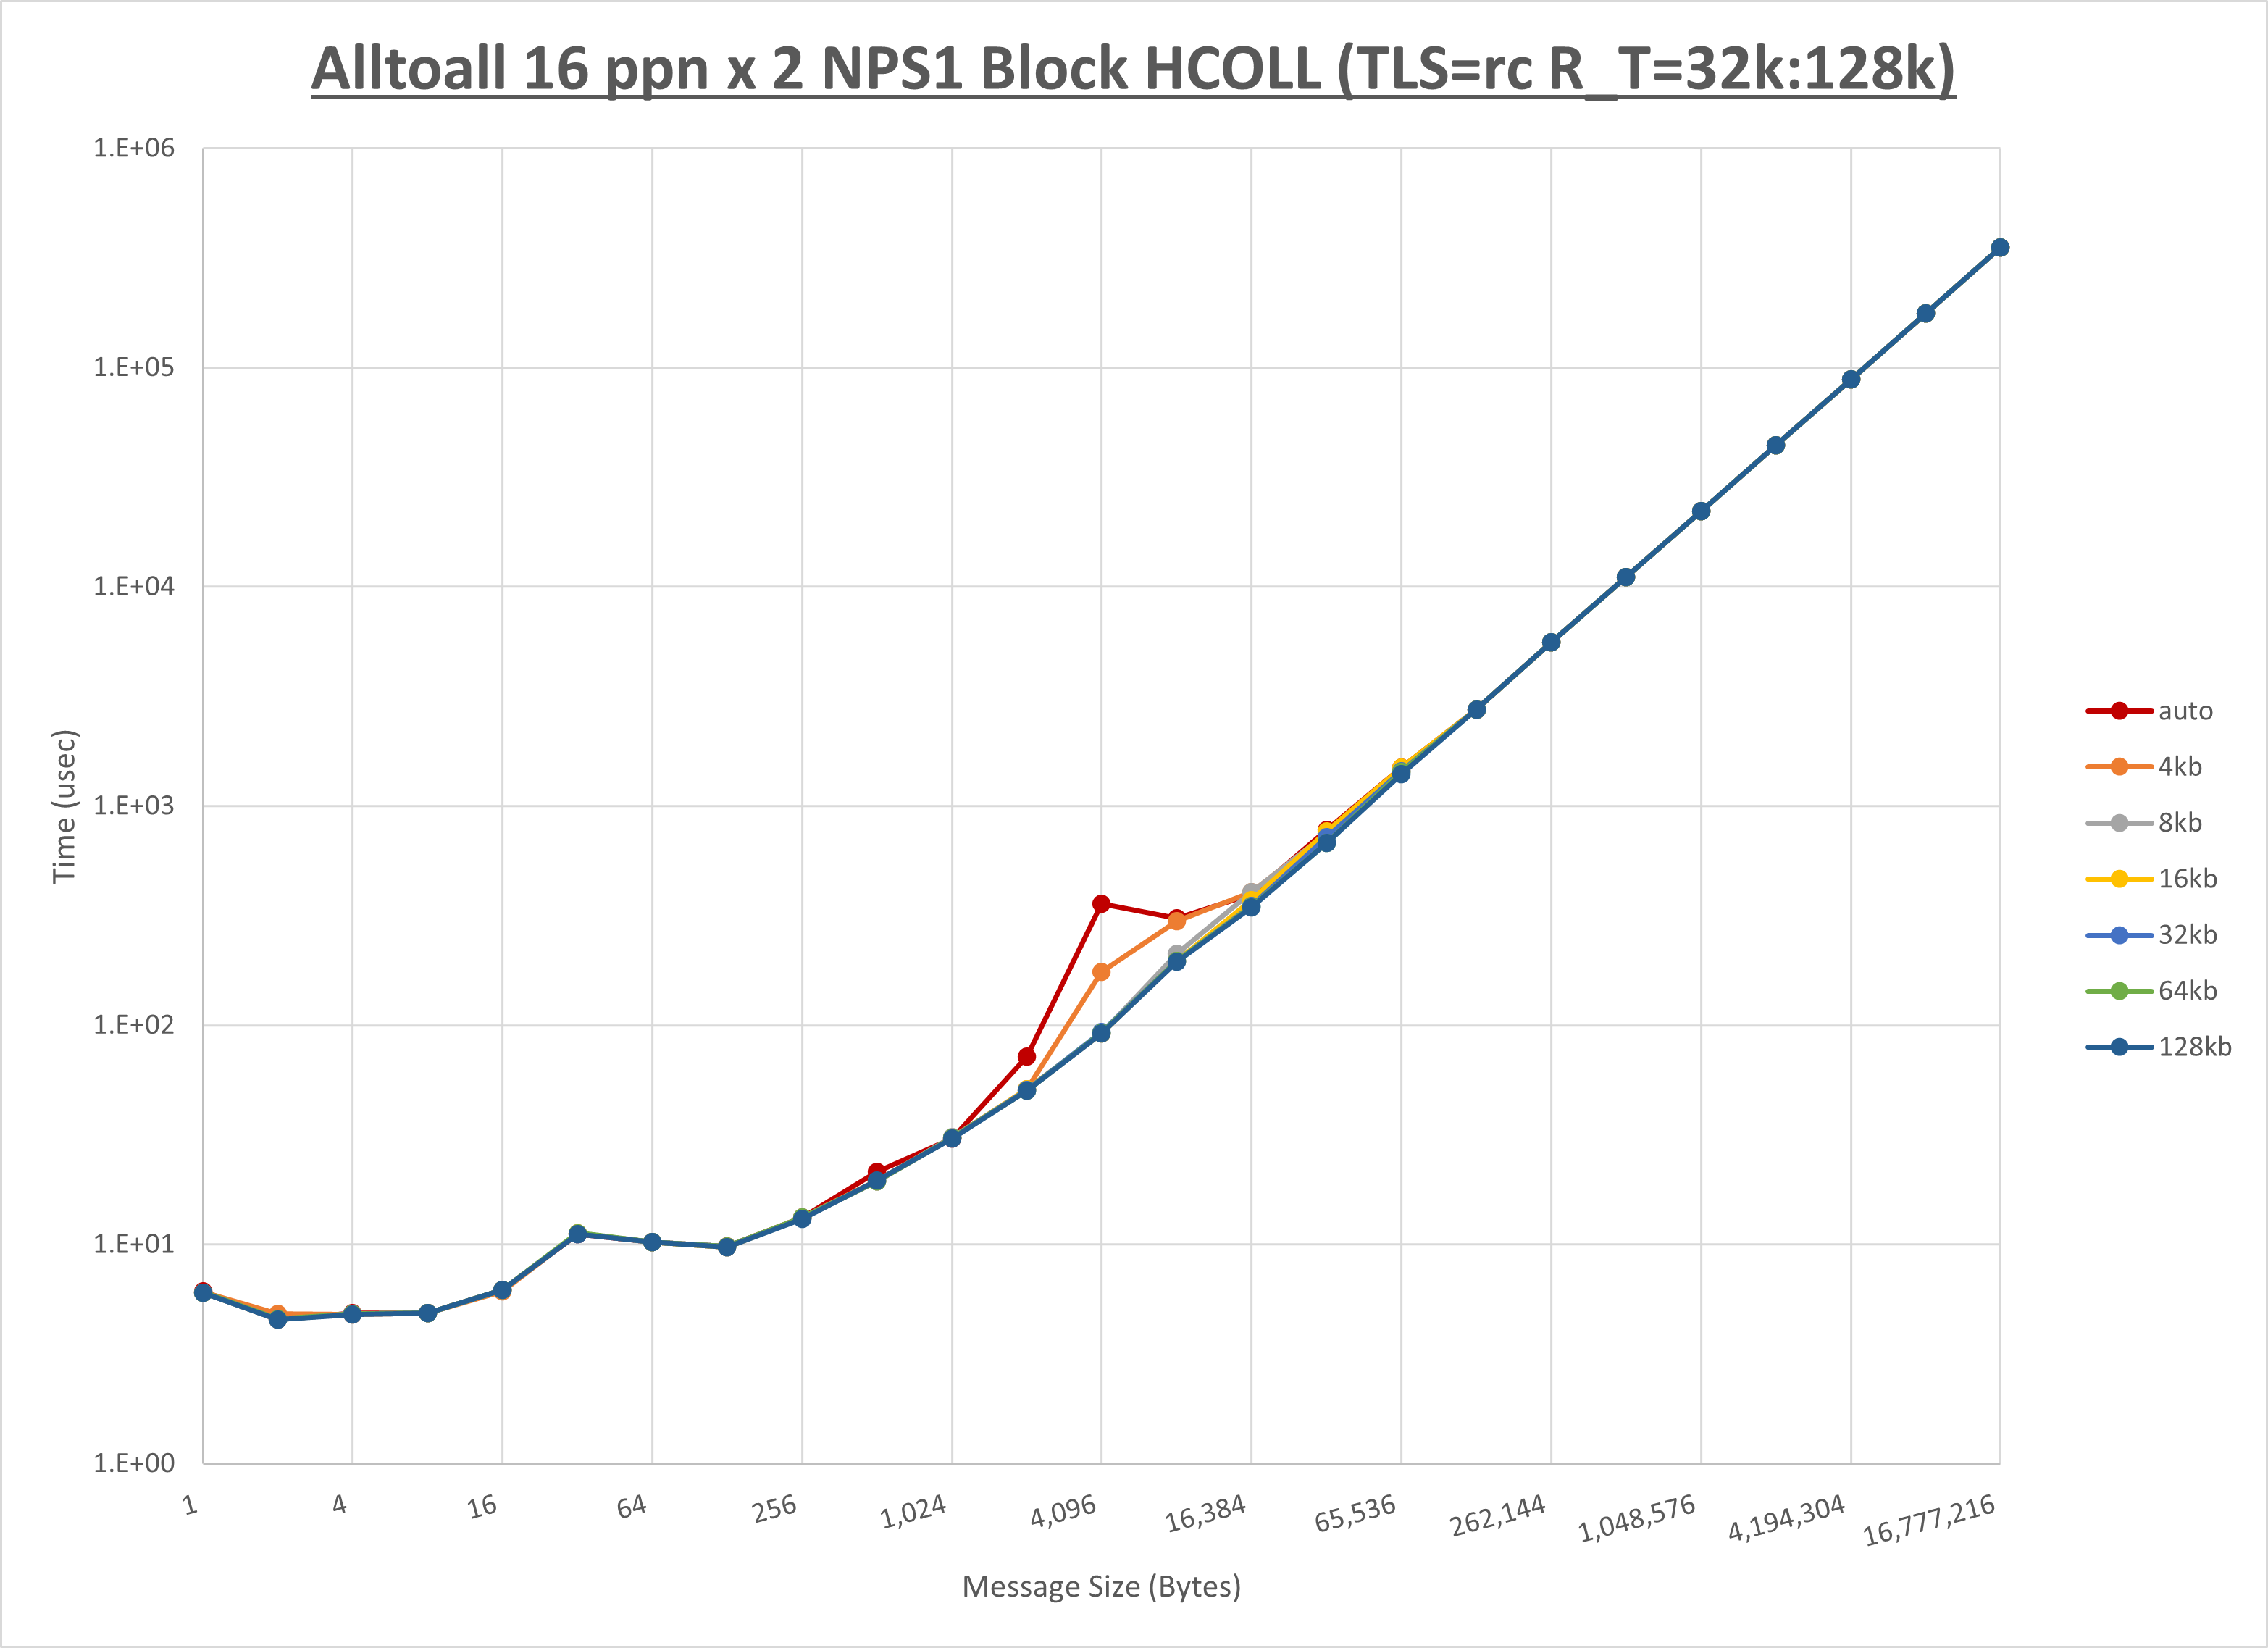 Alltoall 16 ppn x 2 NPS1 Block HCOLL (TLS=rc R_T=32k:128k)
1.E+06
1.E+05
1.E+04
1.E+03
1.E+02
1.E+01
1.E+00
Time (usec)
1
4
16
64
256
1,024
4,096
16,384
65,536
262,144
1,048,576
4,194,304
16,777,216
Message Size (Bytes)
auto
4kb
8kb
16kb
32kb
64kb
128kb